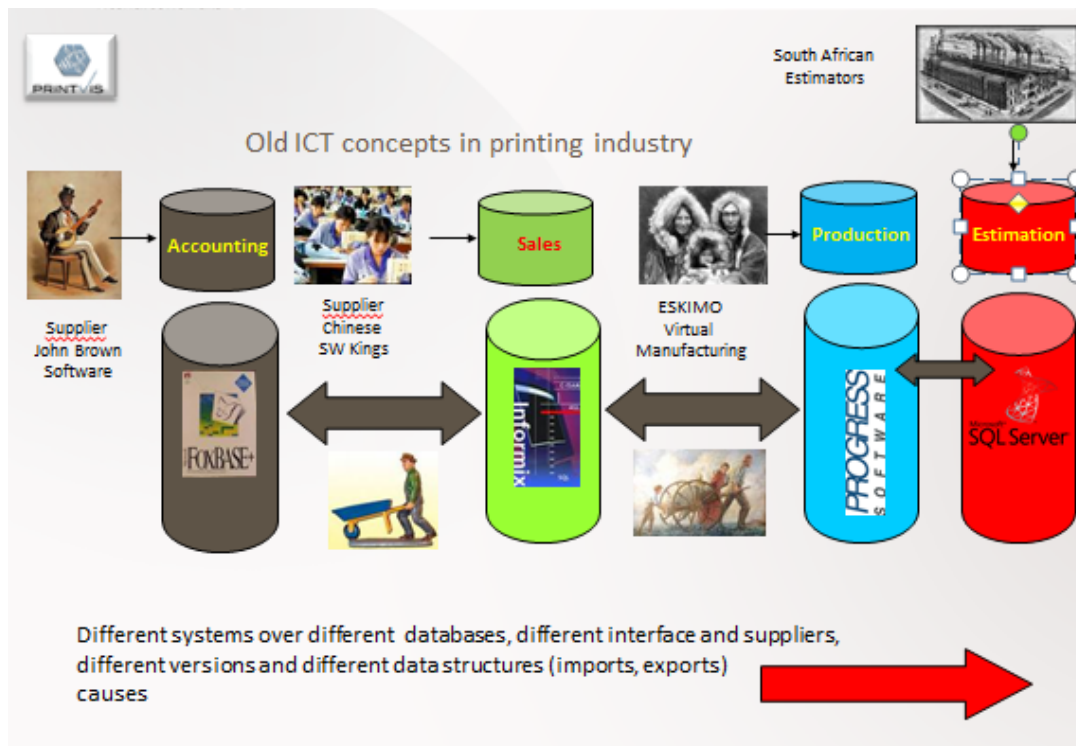 PRINTVIS
South African
Estimators
Old ICT concepts in printing industry
Accounting
Sales
Production
Estimation
Supplier
John Brown
Software
Supplier
Chinese
SW Kings
ESKIMO
Virtual
Manufacturing
FOXBASE+
Informix
PROGRESS
SOFTWARE
Microsoft
SQL Server
Different systems over different databases, different interface and suppliers,
different versions and different data structures (imports, exports)
causes